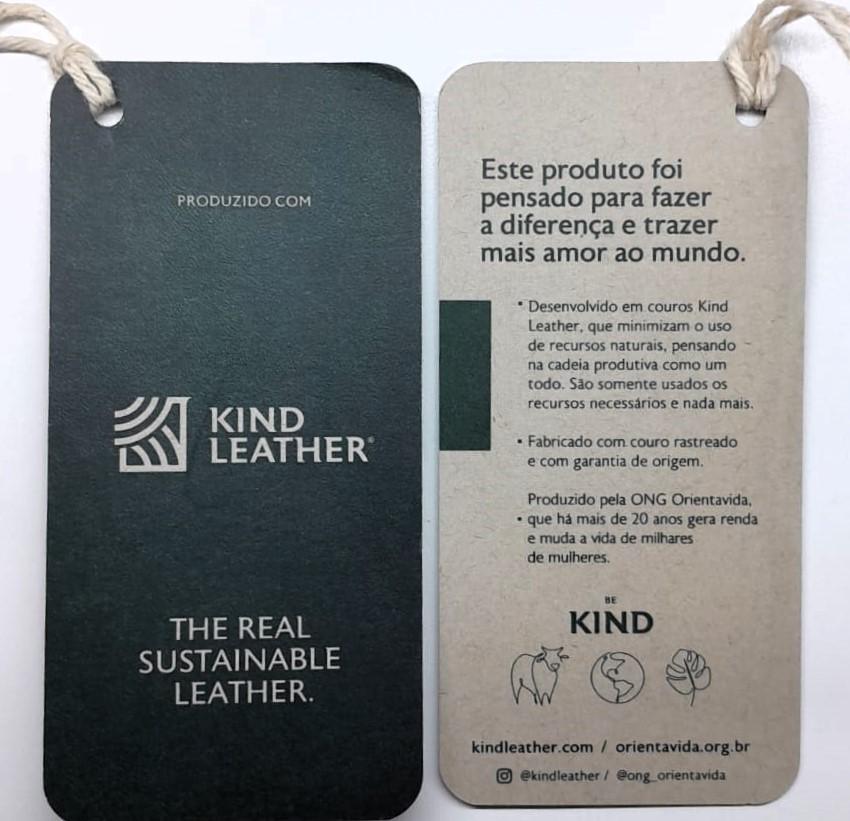 PRODUZIDO COM
KIND
LEATHER®
THE REAL
SUSTAINABLE
LEATHER.
Este produto foi
pensado para fazer
a diferença e trazer
mais amor ao mundo.
• Desenvolvido em couros Kind
Leather, que minimizam o uso
de recursos naturais, pensando
na cadeia produtiva como um
todo. São somente usados os
recursos necessários e nada mais.
• Fabricado com couro rastreado
e com garantia de origem.
Produzido pela ONG Orientavida,
• que há mais de 20 anos gera renda
e muda a vida de milhares
de mulheres.
BE
KIND
kindleather.com / orientavida.org.br
@kindleather / @ong_orientavida